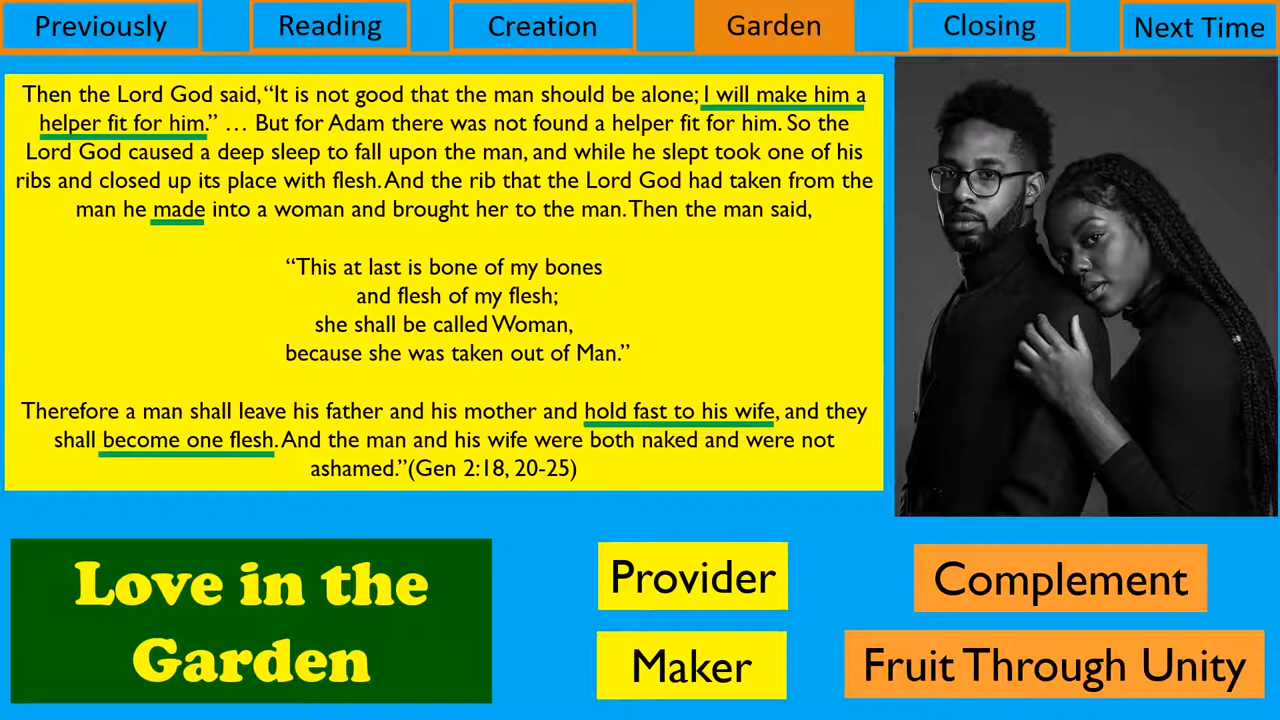 Previously
Reading
Creation
Garden
Closing
Next Time
Then the Lord God said, “It is not good that the man should be alone; I will make him a
helper fit for him.” … But for Adam there was not found a helper fit for him. So the
Lord God caused a deep sleep to fall upon the man, and while he slept took one of his
ribs and closed up its place with flesh. And the rib that the Lord God had taken from the
man he made into a woman and brought her to the man. Then the man said,
“This at last is bone of my bones
and flesh of my flesh;
she shall be called Woman,
because she was taken out of Man.”
Therefore a man shall leave his father and his mother and hold fast to his wife, and they
shall become one flesh. And the man and his wife were both naked and were not
ashamed.”(Gen 2:18, 20-25)
Love in the
Garden
Provider
Maker
Complement
Fruit Through Unity